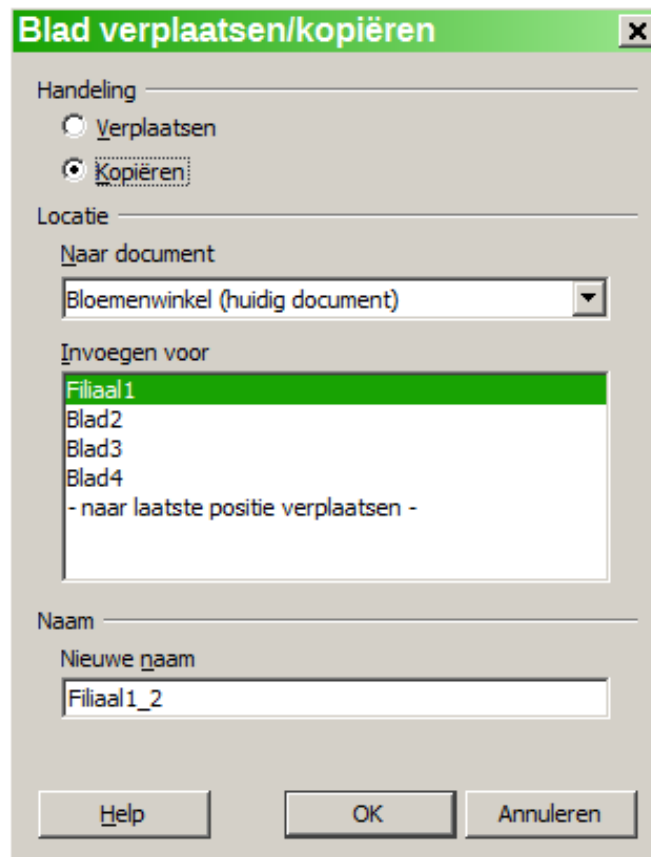 Blad verplaatsen/kopiëren
Handeling
Verplaatsen
Kopiëren
Locatie
Naar document
Bloemenwinkel (huidig document)
Invoegen voor
Filiaal1
Blad2
Blad3
Blad4
- naar laatste positie verplaatsen -
Naam
Nieuwe naam
Filiaal1_2
Help OK Annuleren